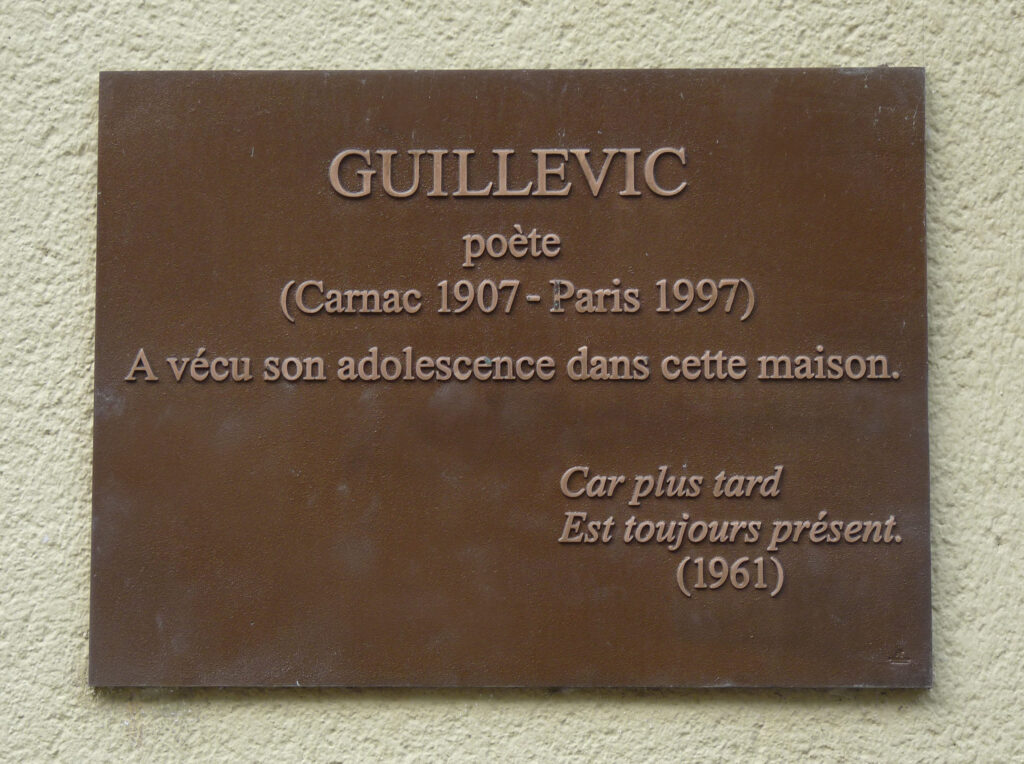 GUILLEVIC
poète
(Carnac 1907 - Paris 1997)
A vécu son adolescence dans cette maison.
Car plus tard
Est toujours présent.
(1961)